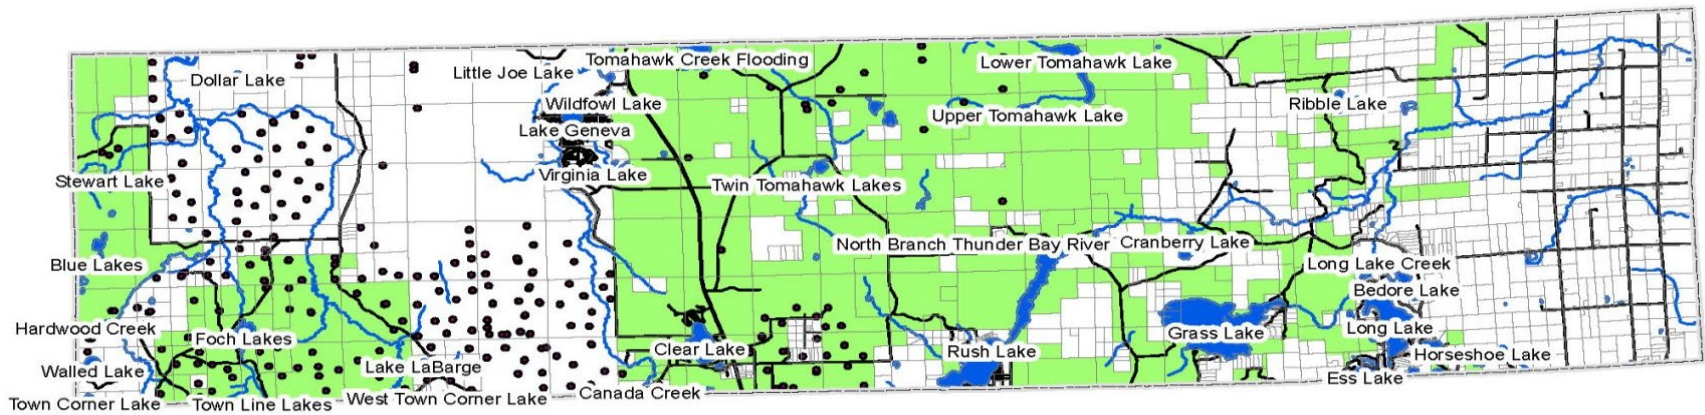 Tomahawk Creek Flooding
Lower Tomahawk Lake
Little Joe Lake
Dollar Lake
Wildfowl Lake
Ribble Lake
Upper Tomahawk Lake
Lake Geneva
Virginia Lake
Stewart Lake
Twin Tomahawk Lakes
North Branch Thunder Bay River
Cranberry Lake
Blue Lakes
Long Lake Creek
Bedore Lake
Hardwood Creek
Long Lake
Grass Lake
Foch Lakes
Clear Lake
Rush Lake
Horseshoe Lake
Lake LaBarge
Walled Lake
Ess Lake
Canada Creek
West Town Corner Lake
Town Corner Lake
Town Line Lakes